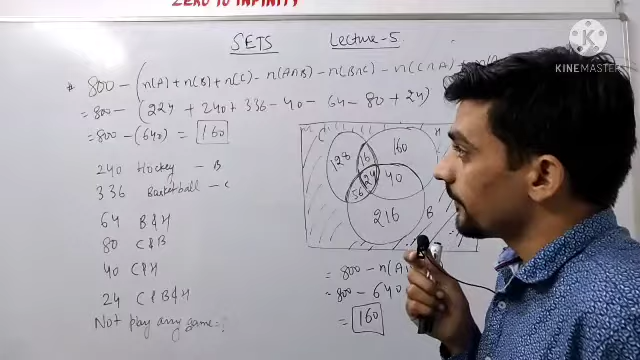 ZERO TO INFINITY
KINEMASTER
SETS Lecture-5
* 800 - (n(A) + n(B) + n(C) - n(A∩B) - n(B∩C) - n(C∩A) + n(A
= 800 - (224 + 240 + 336 - 40 - 64 - 80 + 24)
= 800 - (640) = 160
240 Hockey - B
336 Basketball - C
64 B&H
80 C&B
40 C&H
24 C&B&H
Not play any game = ?
C H
128 16 160
24 40
56
216 B
= 800 - n(A
= 800 - 640
= 160